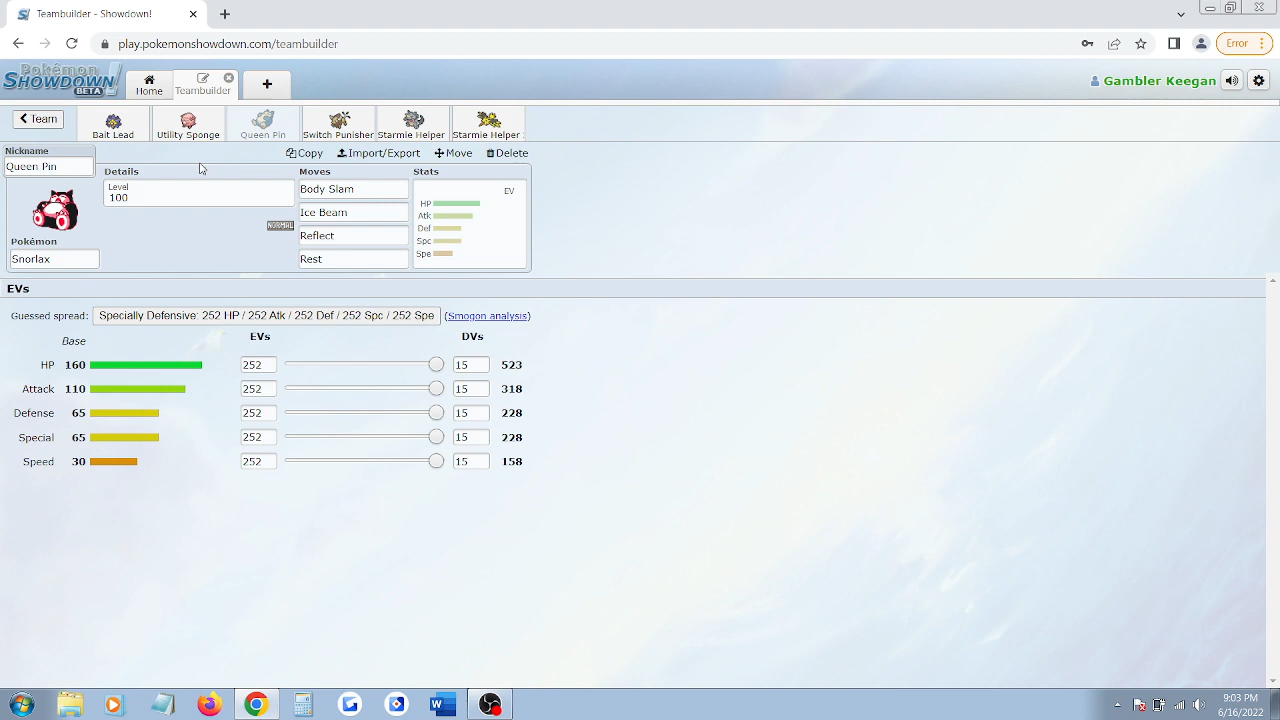 Teambuilder - Showdown!
play.pokemonshowdown.com/teambuilder
Error
Pokémon
SHOWDOWN
BETA
Home
Teambuilder
Gambler Keegan
Team
Bait Lead
Utility Sponge
Queen Pin
Switch Punisher
Starmie Helper
Starmie Helper
Nickname
Queen Pin
Copy
Import/Export
Move
Delete
Details
Moves
Stats
Level
100
NORMAL
Body Slam
Ice Beam
Reflect
Rest
EV
HP
Atk
Def
Spc
Spe
Pokémon
Snorlax
EVs
Guessed spread: Specially Defensive: 252 HP / 252 Atk / 252 Def / 252 Spc / 252 Spe (Smogon analysis)
Base EVs DVs
HP 160 252 15 523
Attack 110 252 15 318
Defense 65 252 15 228
Special 65 252 15 228
Speed 30 252 15 158
9:03 PM
6/16/2022